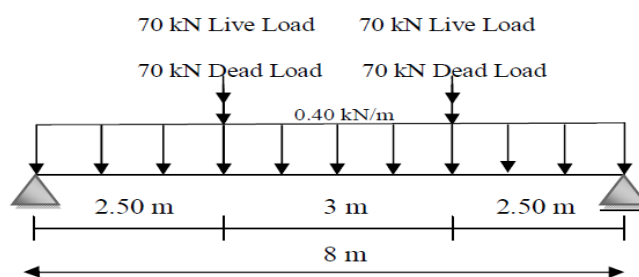 70 kN Live Load 70 kN Live Load
70 kN Dead Load 70 kN Dead Load
0.40 kN/m
2.50 m 3 m 2.50 m
8 m